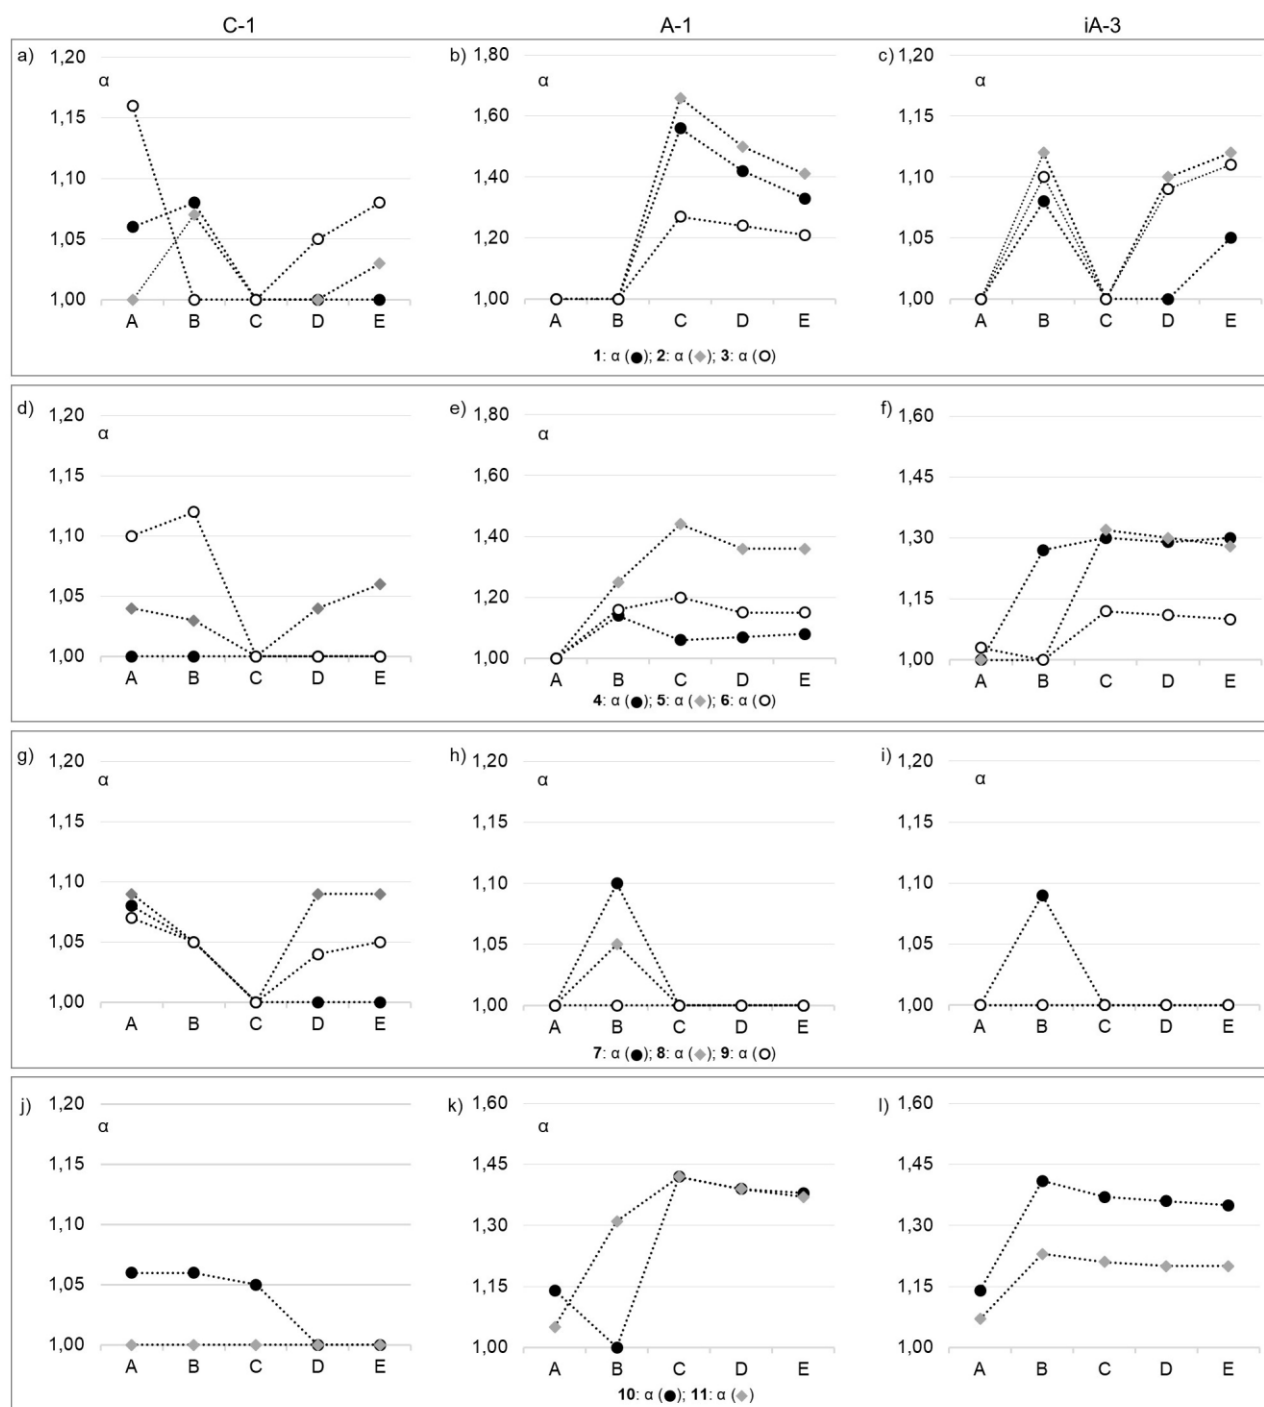 C-1 A-1 iA-3
a) 1,20 b) 1,80 c) 1,20
α α α
1,15 1,60 1,15
1,10 1,40 1,10
1,05 1,20 1,05
1,00 1,00 1,00
A B C D E A B C D E A B C D E
1: α (●); 2: α (◆); 3: α (O)
d) 1,20 e) 1,80 f) 1,60
α α
1,15 1,60 1,45
1,10 1,40 1,30
1,05 1,20 1,15
1,00 1,00 1,00
A B C D E A B C D E A B C D E
4: α (●); 5: α (◆); 6: α (O)
g) 1,20 h) 1,20 i) 1,20
α α α
1,15 1,15 1,15
1,10 1,10 1,10
1,05 1,05 1,05
1,00 1,00 1,00
A B C D E A B C D E A B C D E
7: α (●); 8: α (◆); 9: α (O)
j) 1,20 k) 1,60 l) 1,60
α α
1,15 1,45 1,45
1,10 1,30 1,30
1,05 1,15 1,15
1,00 1,00 1,00
A B C D E A B C D E A B C D E
10: α (●); 11: α (◆)